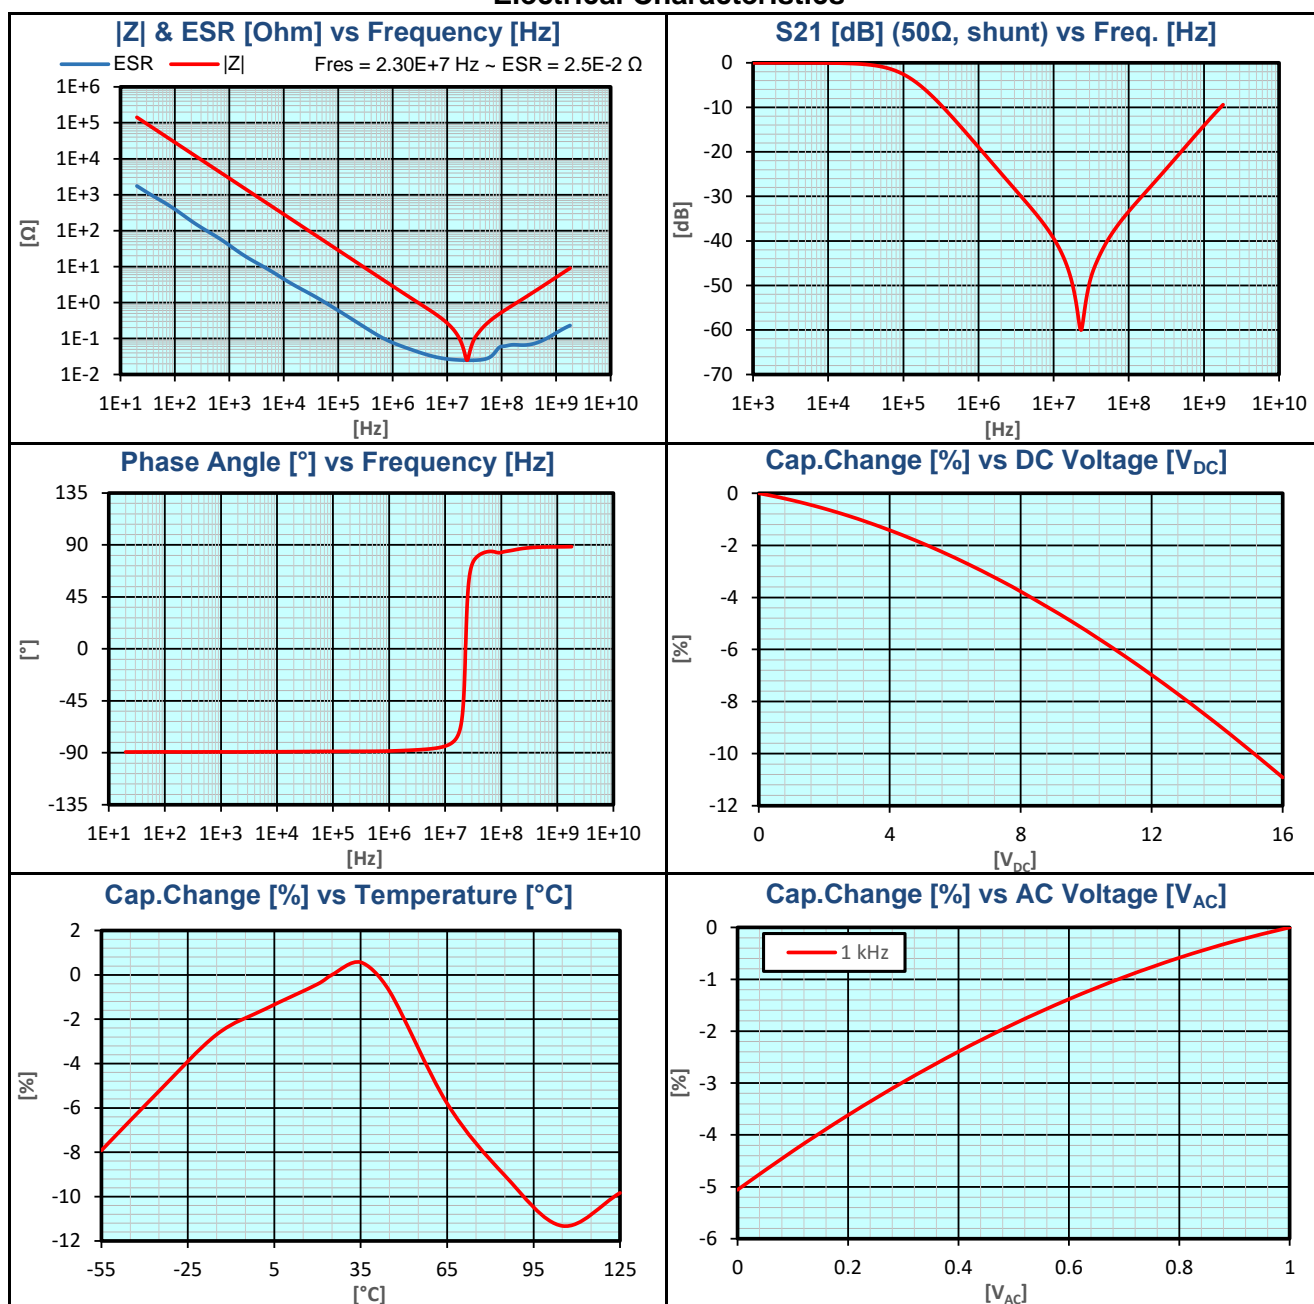 |Z| & ESR [Ohm] vs Frequency [Hz]
ESR |Z| Fres = 2.30E+7 Hz ~ ESR = 2.5E-2 Ω
1E+6
1E+5
1E+4
1E+3
1E+2
1E+1
1E+0
1E-1
1E-2
[Ω]
1E+1 1E+2 1E+3 1E+4 1E+5 1E+6 1E+7 1E+8 1E+9 1E+10
[Hz]
S21 [dB] (50Ω, shunt) vs Freq. [Hz]
0
-10
-20
-30
-40
-50
-60
-70
[dB]
1E+3 1E+4 1E+5 1E+6 1E+7 1E+8 1E+9 1E+10
[Hz]
Phase Angle [°] vs Frequency [Hz]
135
90
45
0
-45
-90
-135
[°]
1E+1 1E+2 1E+3 1E+4 1E+5 1E+6 1E+7 1E+8 1E+9 1E+10
[Hz]
Cap.Change [%] vs DC Voltage [VDC]
0
-2
-4
-6
-8
-10
-12
[%]
0 4 8 12 16
[VDC]
Cap.Change [%] vs Temperature [°C]
2
0
-2
-4
-6
-8
-10
-12
[%]
-55 -25 5 35 65 95 125
[°C]
Cap.Change [%] vs AC Voltage [VAC]
1 kHz
0
-1
-2
-3
-4
-5
-6
[%]
0 0.2 0.4 0.6 0.8 1
[VAC]